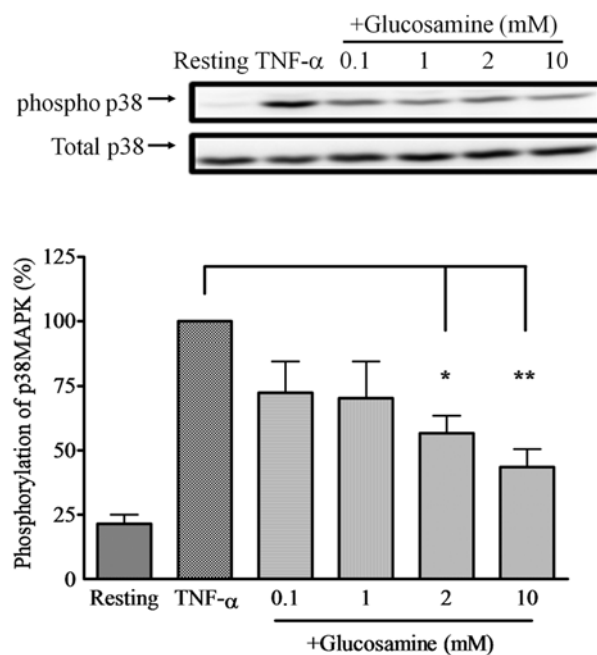 +Glucosamine (mM)
Resting TNF-α 0.1 1 2 10
phospho p38
Total p38
Phosphorylation of p38MAPK (%)
125
100
75
50
25
0
* **
Resting TNF-α 0.1 1 2 10
+Glucosamine (mM)